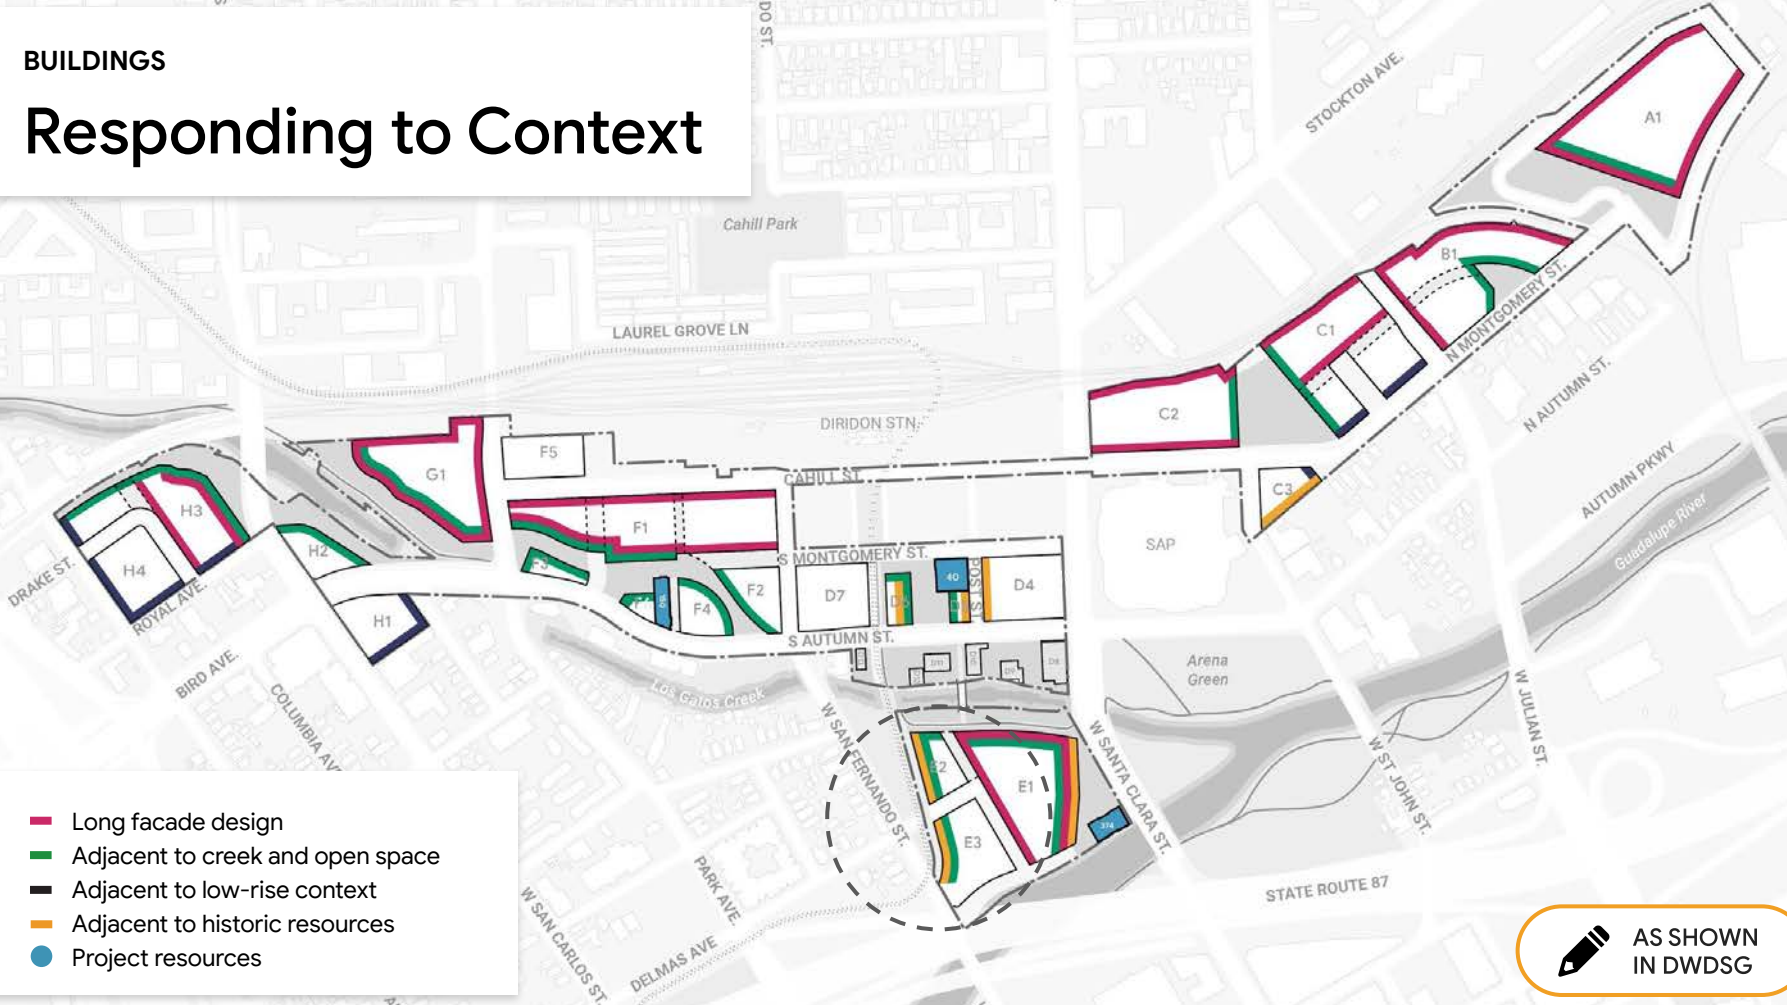 BUILDINGS
Responding to Context
DO ST.
STOCKTON AVE.
A1
Cahill Park
B1
LAUREL GROVE LN
N MONTGOMERY ST.
C1
N AUTUMN ST.
C2
DIRIDON STN.
AUTUMN PKWY
Guadalupe River
F5
G1
CAHILL ST.
C3
H3
F1
SAP
H2
S MONTGOMERY ST.
H4
F3
F2
D7
40
POST ST
D4
DRAKE ST.
ROYAL AVE.
F4
H1
S AUTUMN ST.
BIRD AVE.
Arena
Green
Los Gatos Creek
COLUMBIA AV
W SAN FERNANDO ST.
W SANTA CLARA ST.
W ST JOHN ST.
W JULIAN ST.
E2
E1
E3
374
PARK AVE.
W SAN CARLOS ST.
DELMAS AVE
STATE ROUTE 87
Long facade design
Adjacent to creek and open space
Adjacent to low-rise context
Adjacent to historic resources
Project resources
AS SHOWN
IN DWDSG